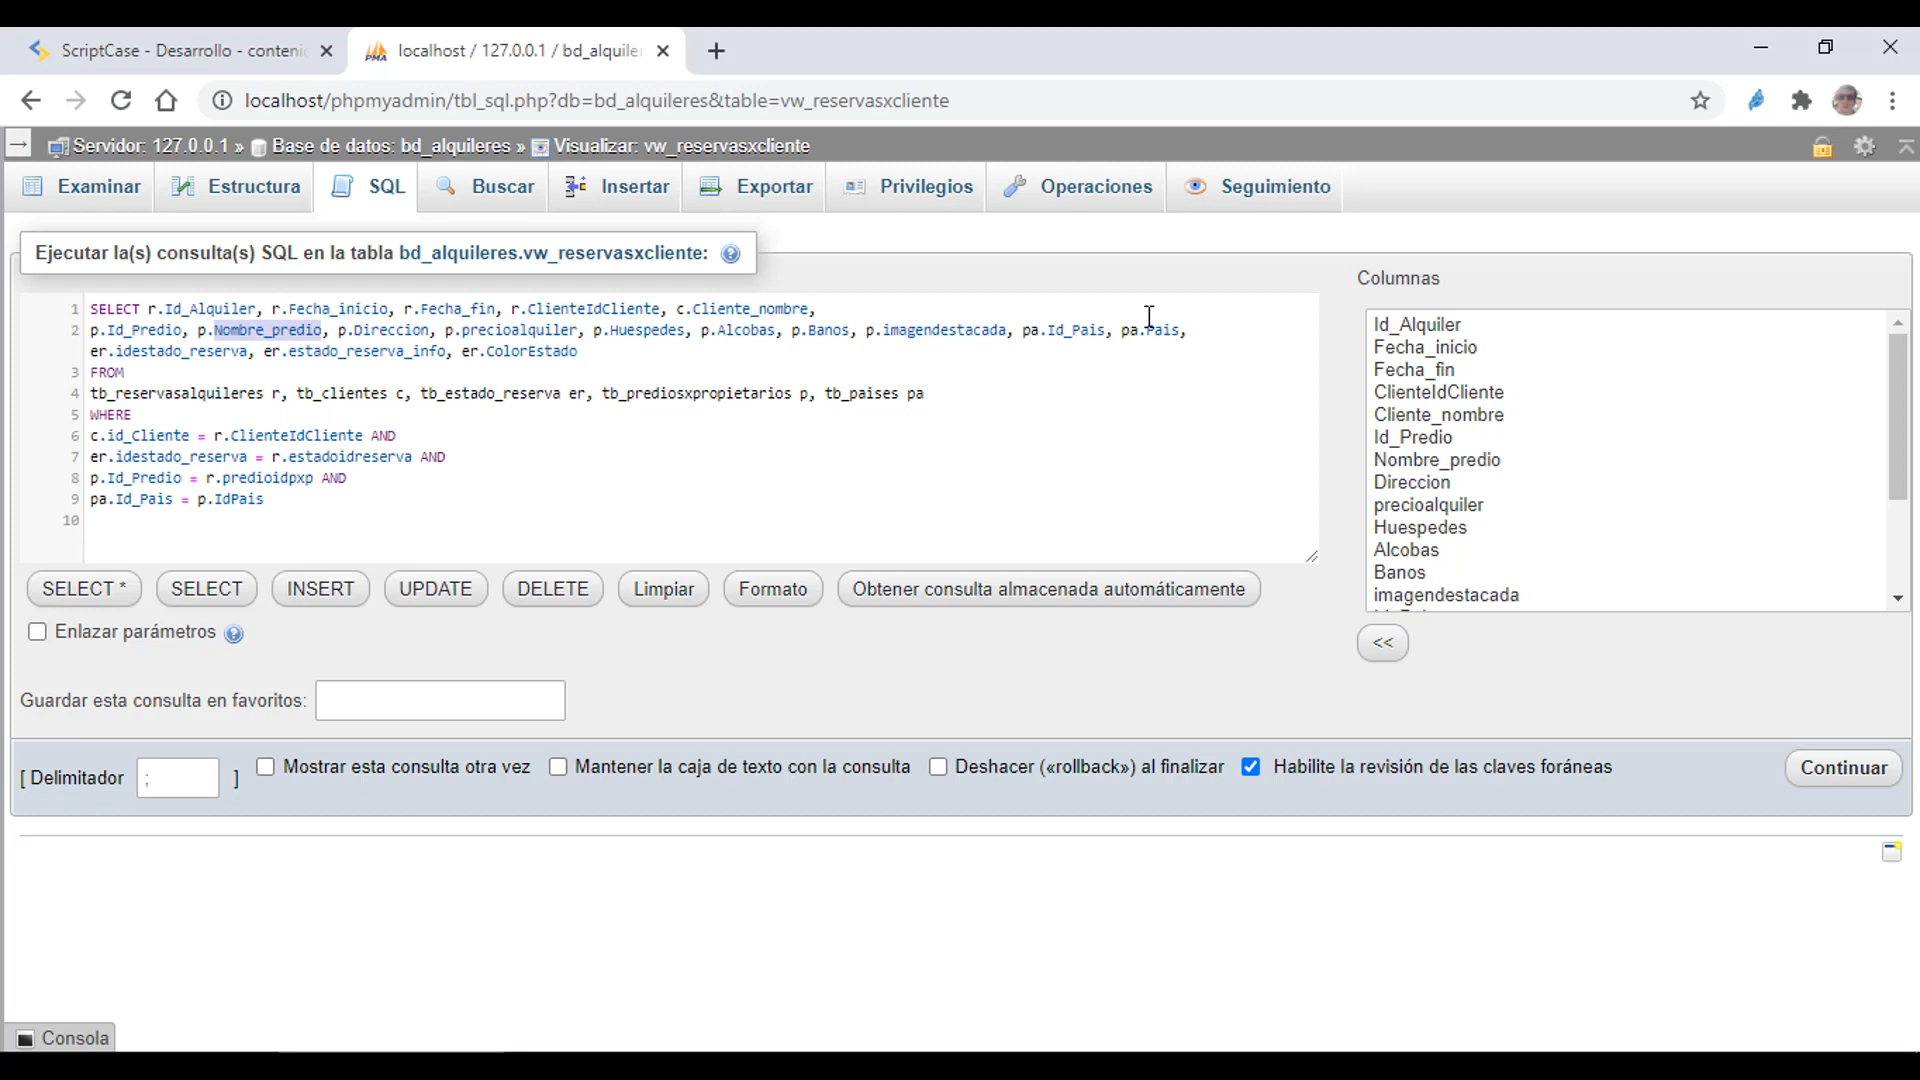 ScriptCase - Desarrollo - contenic
localhost / 127.0.0.1 / bd_alquiler
localhost/phpmyadmin/tbl_sql.php?db=bd_alquileres&table=vw_reservasxcliente
Servidor: 127.0.0.1 » Base de datos: bd_alquileres » Visualizar: vw_reservasxcliente
Examinar Estructura SQL Buscar Insertar Exportar Privilegios Operaciones Seguimiento
Ejecutar la(s) consulta(s) SQL en la tabla bd_alquileres.vw_reservasxcliente:
1 SELECT r.Id_Alquiler, r.Fecha_inicio, r.Fecha_fin, r.ClienteIdCliente, c.Cliente_nombre,
2 p.Id_Predio, p.Nombre_predio, p.Direccion, p.precioalquiler, p.Huespedes, p.Alcobas, p.Banos, p.imagendestacada, pa.Id_Pais, pa.Pais,
er.idestado_reserva, er.estado_reserva_info, er.ColorEstado
3 FROM
4 tb_reservasalquileres r, tb_clientes c, tb_estado_reserva er, tb_prediosxpropietarios p, tb_paises pa
5 WHERE
6 c.id_Cliente = r.ClienteIdCliente AND
7 er.idestado_reserva = r.estadoidreserva AND
8 p.Id_Predio = r.predioidpxp AND
9 pa.Id_Pais = p.IdPais
10
Columnas
Id_Alquiler
Fecha_inicio
Fecha_fin
ClienteIdCliente
Cliente_nombre
Id_Predio
Nombre_predio
Direccion
precioalquiler
Huespedes
Alcobas
Banos
imagendestacada
<<
SELECT * SELECT INSERT UPDATE DELETE Limpiar Formato Obtener consulta almacenada automáticamente
Enlazar parámetros
Guardar esta consulta en favoritos:
[ Delimitador ; ] Mostrar esta consulta otra vez Mantener la caja de texto con la consulta Deshacer («rollback») al finalizar Habilite la revisión de las claves foráneas Continuar
Consola